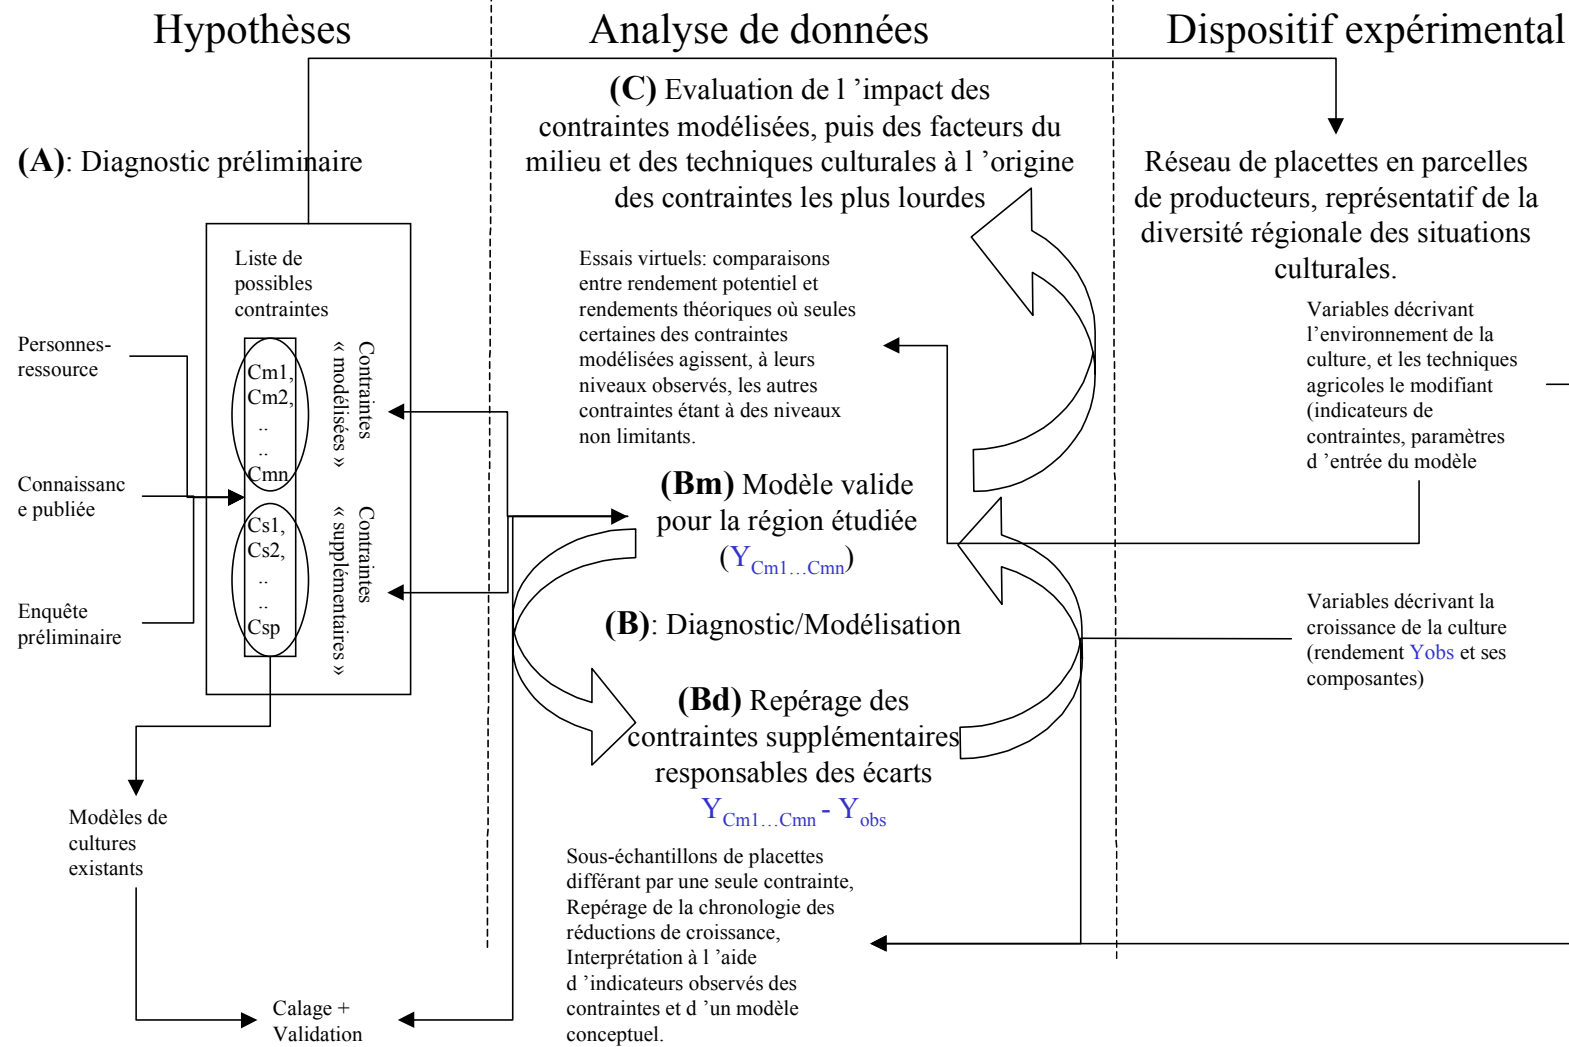 Hypothèses
Analyse de données
Dispositif expérimental
(A): Diagnostic préliminaire
Liste de
possibles
contraintes
Personnes-
ressource
Connaissanc
e publiée
Enquête
préliminaire
Cm1,
Cm2,
..
..
Cmn
Contraintes
« modélisées »
Cs1,
Cs2,
..
..
Csp
Contraintes
« supplémentaires »
Modèles de
cultures
existants
Calage +
Validation
(C) Evaluation de l ’impact des
contraintes modélisées, puis des facteurs du
milieu et des techniques culturales à l ’origine
des contraintes les plus lourdes
Essais virtuels: comparaisons
entre rendement potentiel et
rendements théoriques où seules
certaines des contraintes
modélisées agissent, à leurs
niveaux observés, les autres
contraintes étant à des niveaux
non limitants.
(Bm) Modèle valide
pour la région étudiée
(YCm1…Cmn)
(B): Diagnostic/Modélisation
(Bd) Repérage des
contraintes supplémentaires
responsables des écarts
YCm1…Cmn - Yobs
Sous-échantillons de placettes
différant par une seule contrainte,
Repérage de la chronologie des
réductions de croissance,
Interprétation à l ’aide
d ’indicateurs observés des
contraintes et d ’un modèle
conceptuel.
Réseau de placettes en parcelles
de producteurs, représentatif de la
diversité régionale des situations
culturales.
Variables décrivant
l’environnement de la
culture, et les techniques
agricoles le modifiant
(indicateurs de
contraintes, paramètres
d ’entrée du modèle
Variables décrivant la
croissance de la culture
(rendement Yobs et ses
composantes)